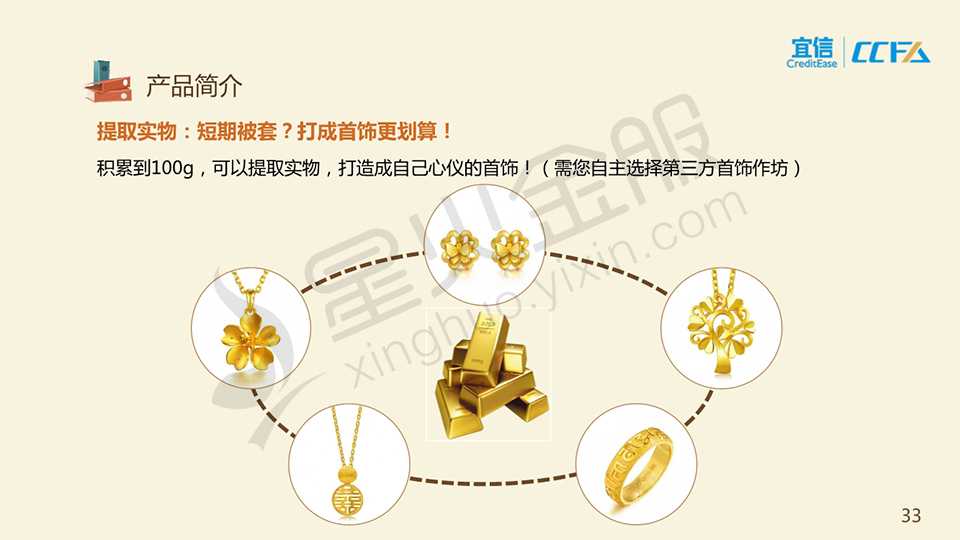 宜信
CreditEase
CCFA
产品简介
提取实物：短期被套？打成首饰更划算！
积累到100g，可以提取实物，打造成自己心仪的首饰！（需您自主选择第三方首饰作坊）
星火金服
xinghuo.yixin.com
33